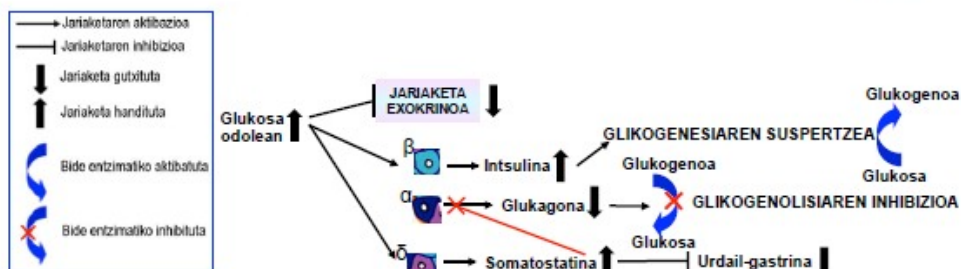 Jariaketaren aktibazioa
Jariaketaren inhibizioa
Jariaketa gutxituta
Jariaketa handituta
Bide entzimatiko aktibatuta
Bide entzimatiko inhibituta
Glukosa
odolean
JARIAKETA
EXOKRINOA
β
Intsulina
GLIKOGENESIAREN SUSPERTZEA
Glukogenoa
Glukosa
α
Glukagona
Glukogenoa
Glukosa
GLIKOGENOLISIAREN INHIBIZIOA
δ
Somatostatina
Urdail-gastrina